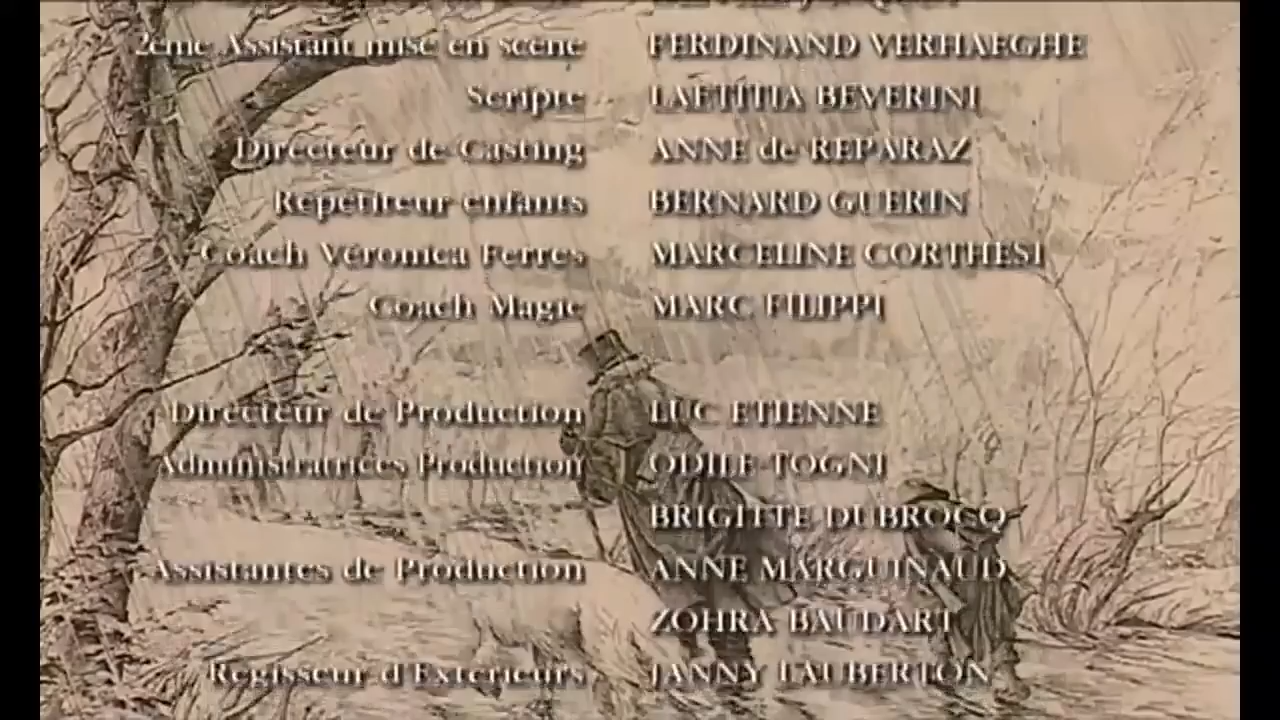 2ème Assistant mise en scène FERDINAND VERHAEGHE
Scripte LAETITIA BEVERINI
Directeur de Casting ANNE de REPARAZ
Répétiteur enfants BERNARD GUERIN
Coach Véronica Ferres MARCELINE CORTHESI
Coach Magie MARC FILIPPI
Directeur de Production LUC ETIENNE
Administratrices Production ODILE TOGNI
BRIGITTE DUBROCQ
Assistantes de Production ANNE MARGUINAUD
ZOHRA BAUDART
Régisseur d'Extérieurs JANNY TAUBERTON